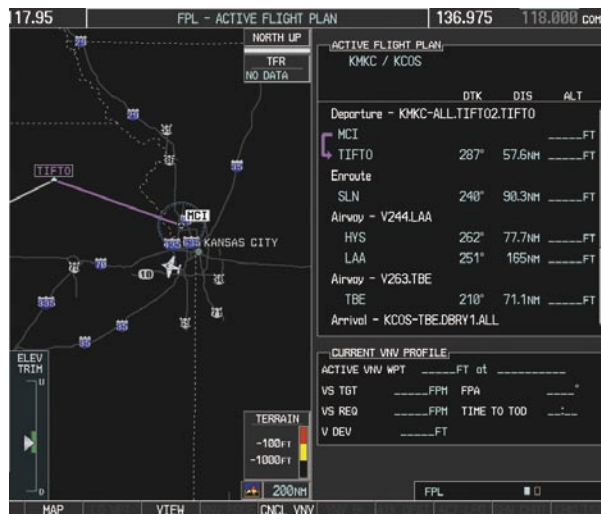 117.95
FPL - ACTIVE FLIGHT PLAN
136.975 118.000 COM
NORTH UP
TFR
NO DATA
TIFTO
MCI
KANSAS CITY
ELEV
TRIM
U
D
TERRAIN
-100FT
-1000FT
200NM
ACTIVE FLIGHT PLAN
KMKC / KCOS
DTK DIS ALT
Departure - KMKC-ALL.TIFTO2.TIFTO
MCI _____FT
TIFTO 287° 57.6NM _____FT
Enroute
SLN 240° 90.3NM _____FT
Airway - V244.LAA
HYS 262° 77.7NM _____FT
LAA 251° 165NM _____FT
Airway - V263.TBE
TBE 210° 71.1NM _____FT
Arrival - KCOS-TBE.DBRY1.ALL
CURRENT VNV PROFILE
ACTIVE VNV WPT _____FT at __________
VS TGT _____FPM FPA _____°
VS REQ _____FPM TIME TO TOD __:__
V DEV _____FT
FPL
MAP VIEW CNCL VNV